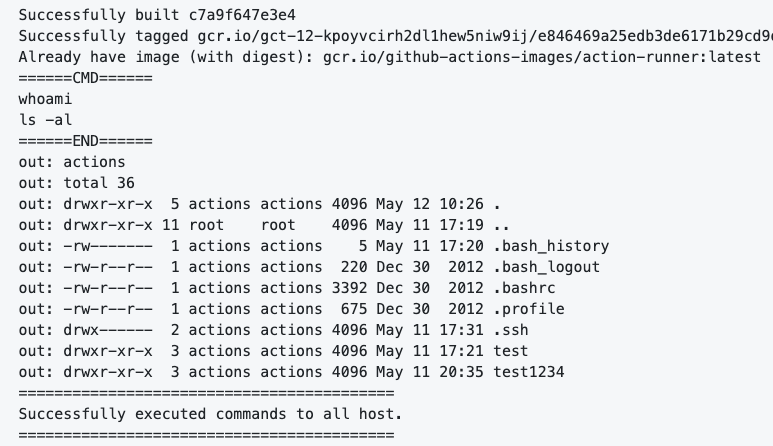 Successfully built c7a9f647e3e4
Successfully tagged gcr.io/gct-12-kpoyvcirh2dl1hew5niw9ij/e846469a25edb3de6171b29cd9
Already have image (with digest): gcr.io/github-actions-images/action-runner:latest
======CMD======
whoami
ls -al
======END======
out: actions
out: total 36
out: drwxr-xr-x  5 actions actions 4096 May 12 10:26 .
out: drwxr-xr-x 11 root    root    4096 May 11 17:19 ..
out: -rw-------  1 actions actions    5 May 11 17:20 .bash_history
out: -rw-r--r--  1 actions actions  220 Dec 30  2012 .bash_logout
out: -rw-r--r--  1 actions actions 3392 Dec 30  2012 .bashrc
out: -rw-r--r--  1 actions actions  675 Dec 30  2012 .profile
out: drwx------  2 actions actions 4096 May 11 17:31 .ssh
out: drwxr-xr-x  3 actions actions 4096 May 11 17:21 test
out: drwxr-xr-x  3 actions actions 4096 May 11 20:35 test1234
==========================================
Successfully executed commands to all host.
==========================================